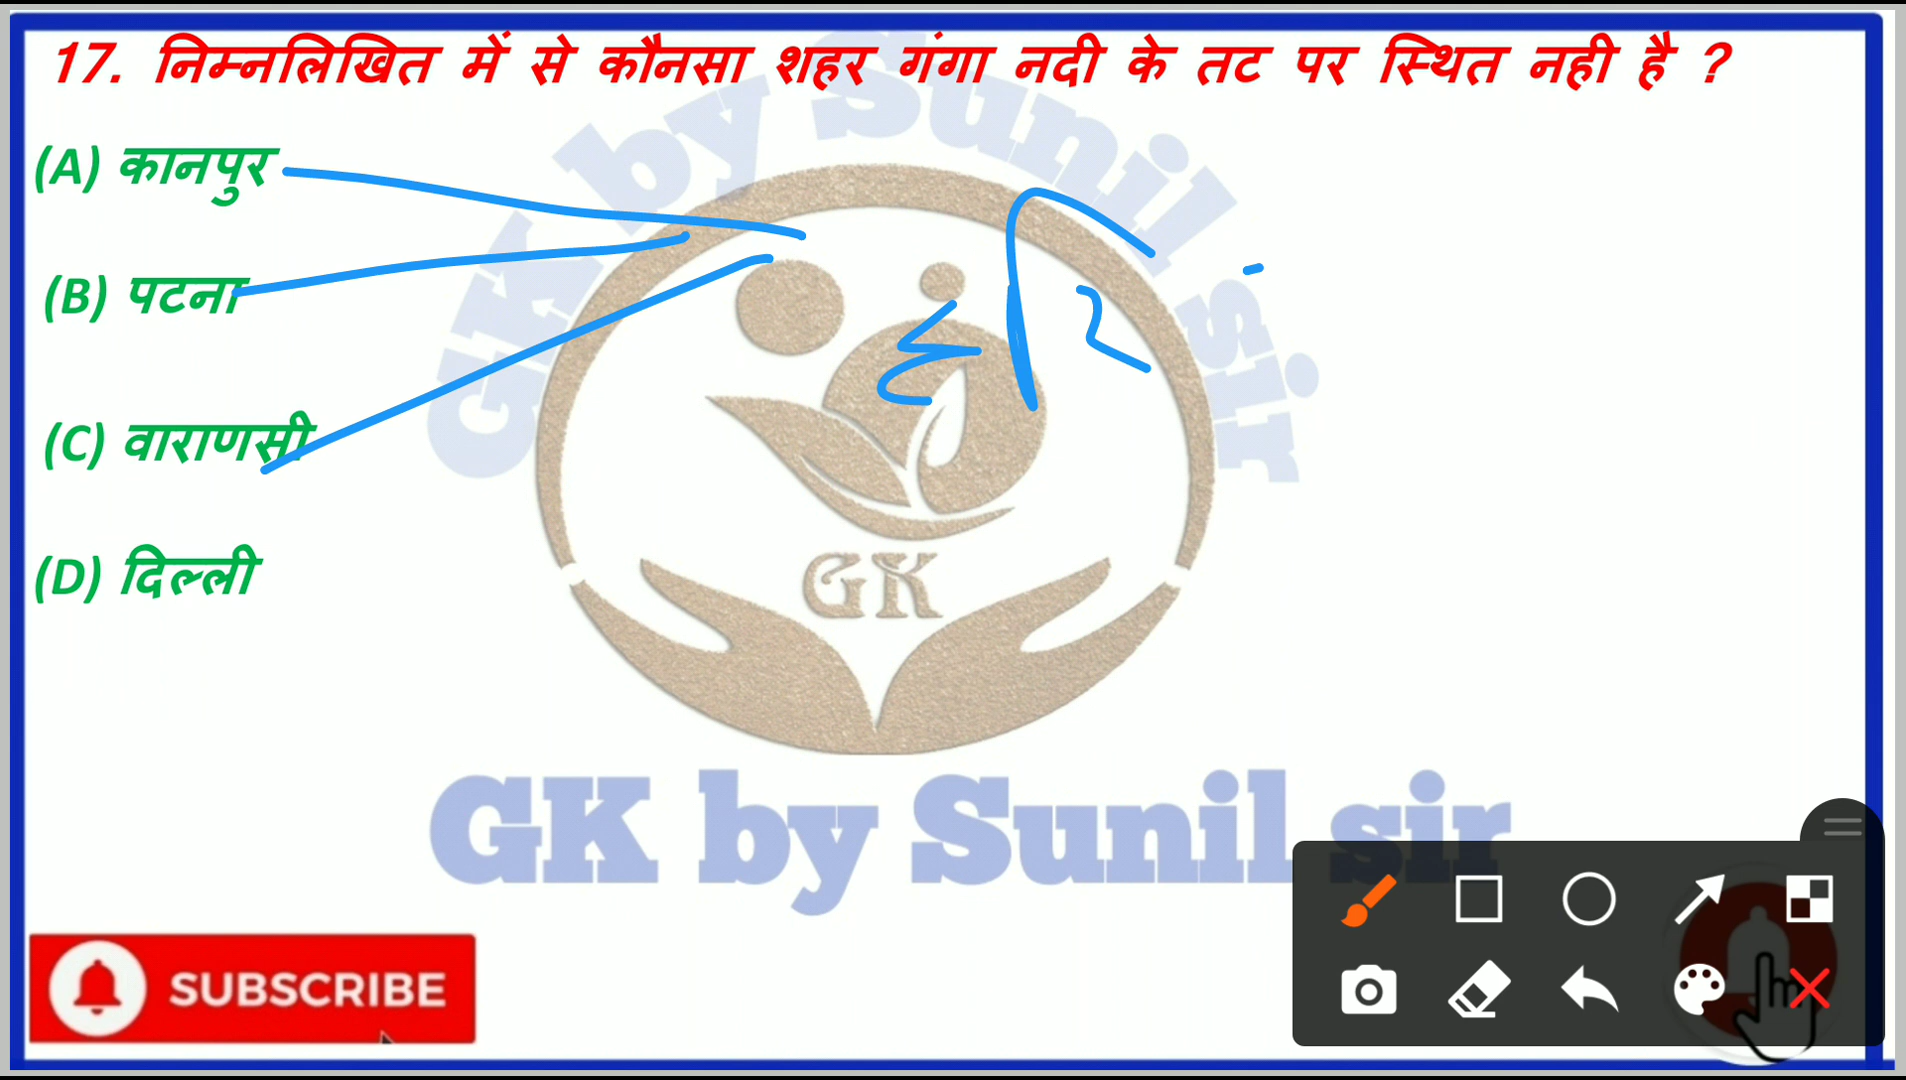 17. निम्नलिखित में से कौनसा शहर गंगा नदी के तट पर स्थित नही है ?
GK by Sunil sir
(A) कानपुर
(B) पटना
(C) वाराणसी
(D) दिल्ली
GK
GK by Sunil sir
SUBSCRIBE